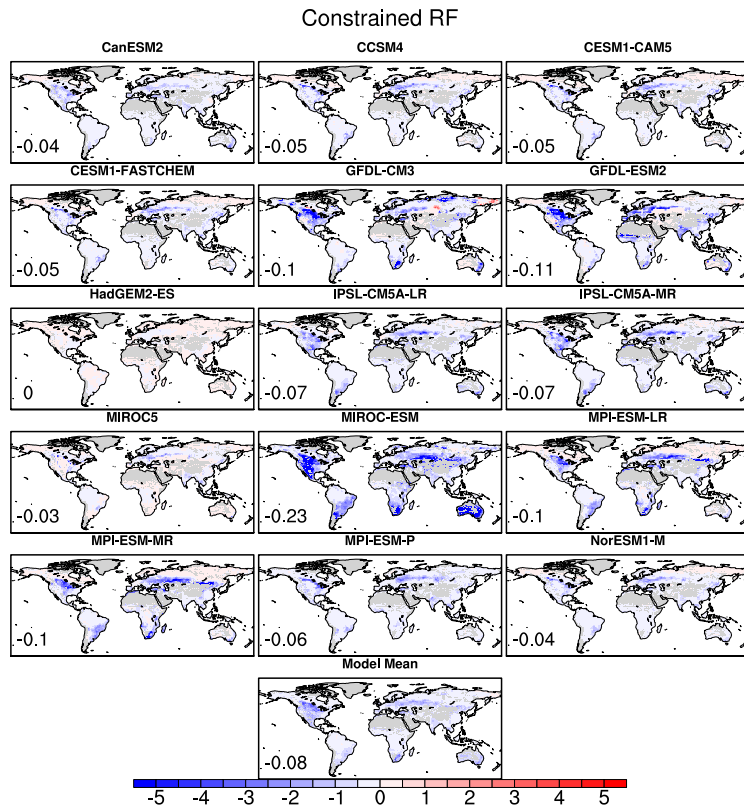 Constrained RF
CanESM2 CCSM4 CESM1-CAM5
-0.04 -0.05 -0.05
CESM1-FASTCHEM GFDL-CM3 GFDL-ESM2
-0.05 -0.1 -0.11
HadGEM2-ES IPSL-CM5A-LR IPSL-CM5A-MR
0 -0.07 -0.07
MIROC5 MIROC-ESM MPI-ESM-LR
-0.03 -0.23 -0.1
MPI-ESM-MR MPI-ESM-P NorESM1-M
-0.1 -0.06 -0.04
Model Mean
-0.08
-5 -4 -3 -2 -1 0 1 2 3 4 5